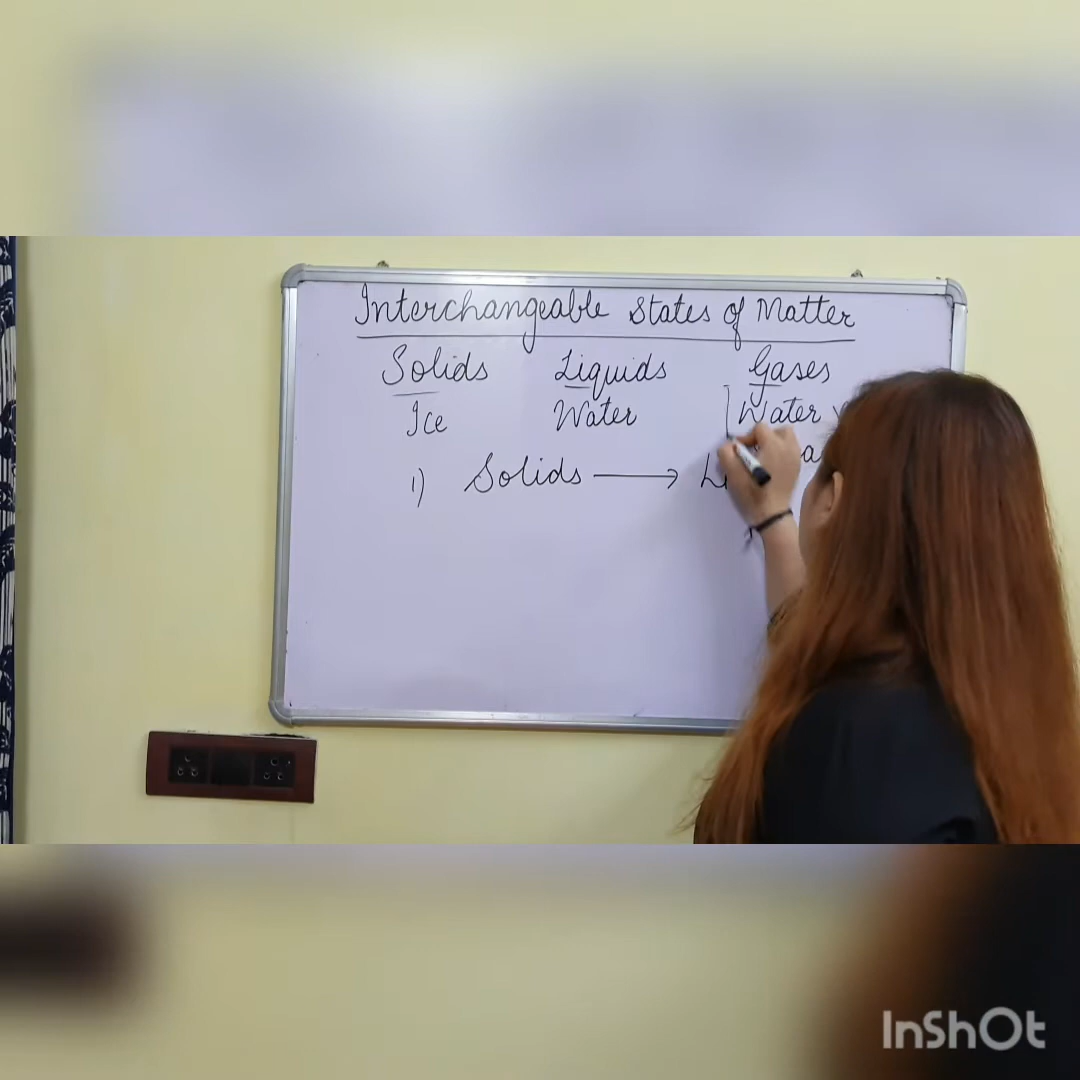 Interchangeable States of Matter
Solids Liquids Gases
Ice Water Water
1) Solids → 
InShOt